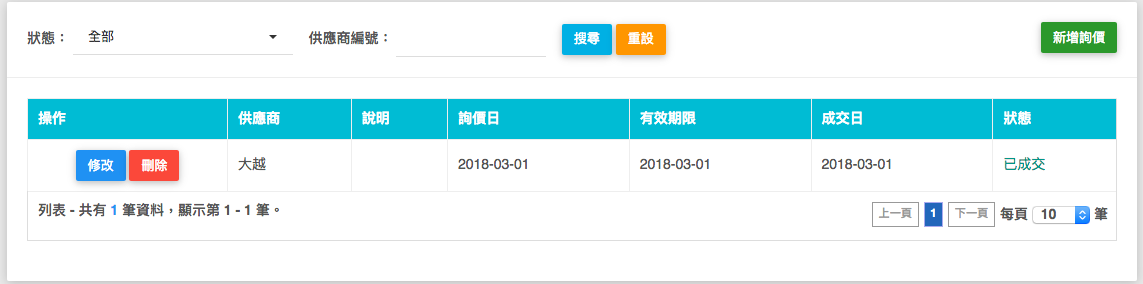 狀態： 全部 供應商編號： 搜尋 重設 新增詢價
操作 供應商 說明 詢價日 有效期限 成交日 狀態
修改 刪除 大越 2018-03-01 2018-03-01 2018-03-01 已成交
列表 - 共有 1 筆資料，顯示第 1 - 1 筆。 上一頁 1 下一頁 每頁 10 筆